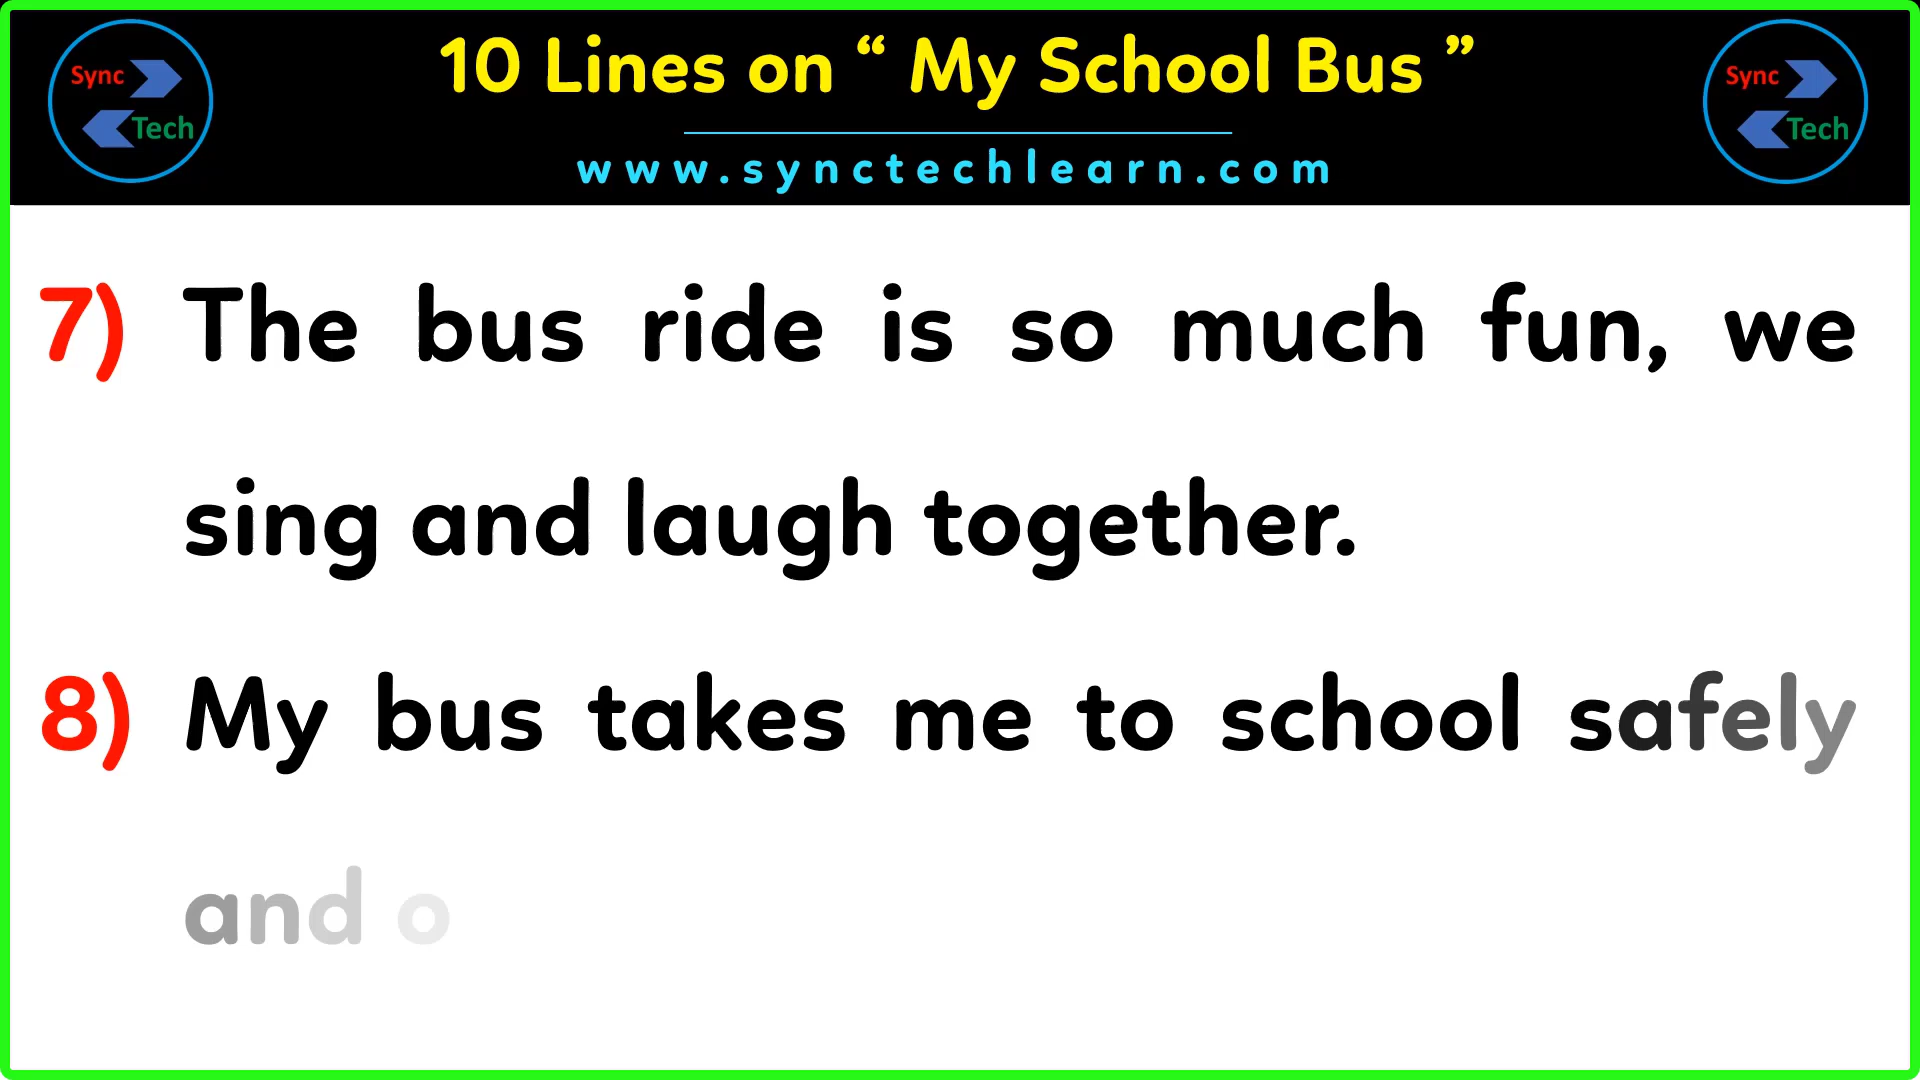 Sync
Tech
10 Lines on “ My School Bus ”
www.synctechlearn.com
Sync
Tech
7) The bus ride is so much fun, we
sing and laugh together.
8) My bus takes me to school safely
and o